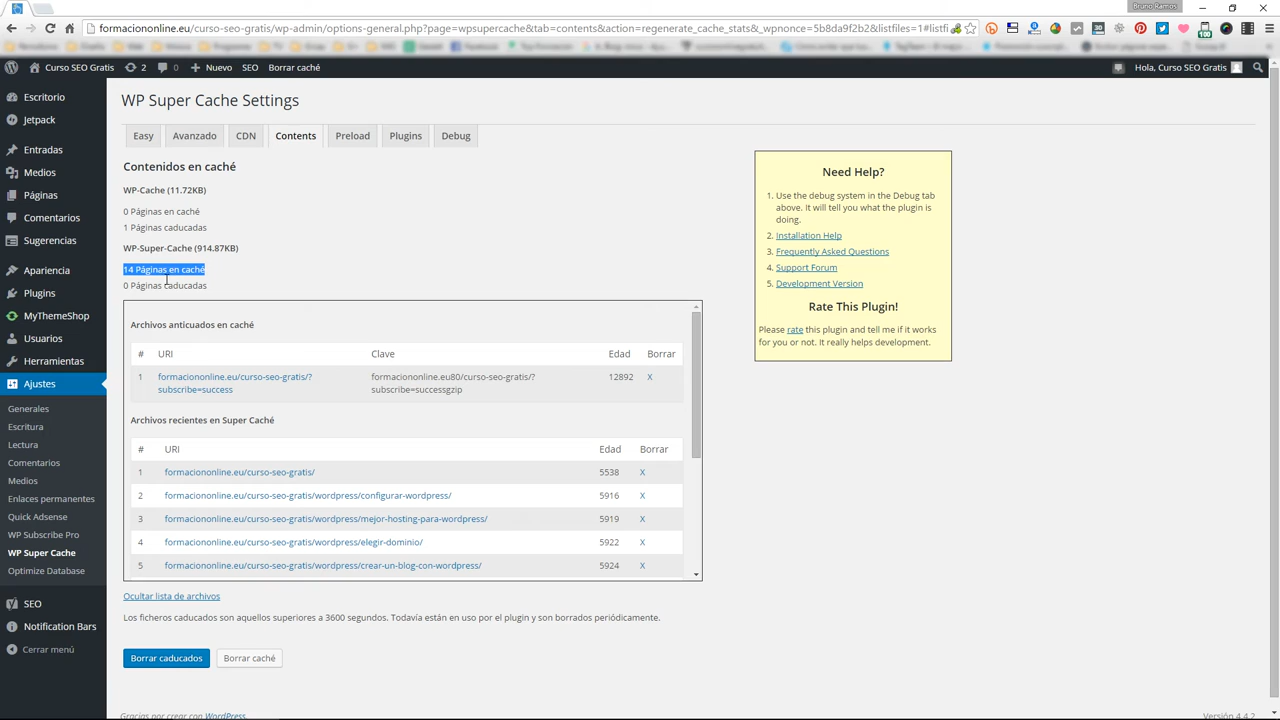 Bruno Ramos
formaciononline.eu/curso-seo-gratis/wp-admin/options-general.php?page=wpsupercache&tab=contents&action=regenerate_cache_stats&_wpnonce=5b8da9f2b2&listfiles=1#listfi
Curso SEO Gratis 2 0 Nuevo SEO Borrar caché
Hola, Curso SEO Gratis
Escritorio
Jetpack
Entradas
Medios
Páginas
Comentarios
Sugerencias
Apariencia
Plugins
MyThemeShop
Usuarios
Herramientas
Ajustes
Generales
Escritura
Lectura
Comentarios
Medios
Enlaces permanentes
Quick Adsense
WP Subscribe Pro
WP Super Cache
Optimize Database
SEO
Notification Bars
Cerrar menú
WP Super Cache Settings
Easy Avanzado CDN Contents Preload Plugins Debug
Contenidos en caché
WP-Cache (11.72KB)
0 Páginas en caché
1 Páginas caducadas
WP-Super-Cache (914.87KB)
14 Páginas en caché
0 Páginas caducadas
Archivos anticuados en caché
# URI Clave Edad Borrar
1 formaciononline.eu/curso-seo-gratis/? formaciononline.eu80/curso-seo-gratis/? 12892 X
subscribe=success subscribe=successgzip
Archivos recientes en Super Caché
# URI Edad Borrar
1 formaciononline.eu/curso-seo-gratis/ 5538 X
2 formaciononline.eu/curso-seo-gratis/wordpress/configurar-wordpress/ 5916 X
3 formaciononline.eu/curso-seo-gratis/wordpress/mejor-hosting-para-wordpress/ 5919 X
4 formaciononline.eu/curso-seo-gratis/wordpress/elegir-dominio/ 5922 X
5 formaciononline.eu/curso-seo-gratis/wordpress/crear-un-blog-con-wordpress/ 5924 X
Ocultar lista de archivos
Los ficheros caducados son aquellos superiores a 3600 segundos. Todavía están en uso por el plugin y son borrados periódicamente.
Borrar caducados Borrar caché
Need Help?
1. Use the debug system in the Debug tab
above. It will tell you what the plugin is
doing.
2. Installation Help
3. Frequently Asked Questions
4. Support Forum
5. Development Version
Rate This Plugin!
Please rate this plugin and tell me if it works
for you or not. It really helps development.
Gracias por crear con WordPress.
Versión 4.4.2